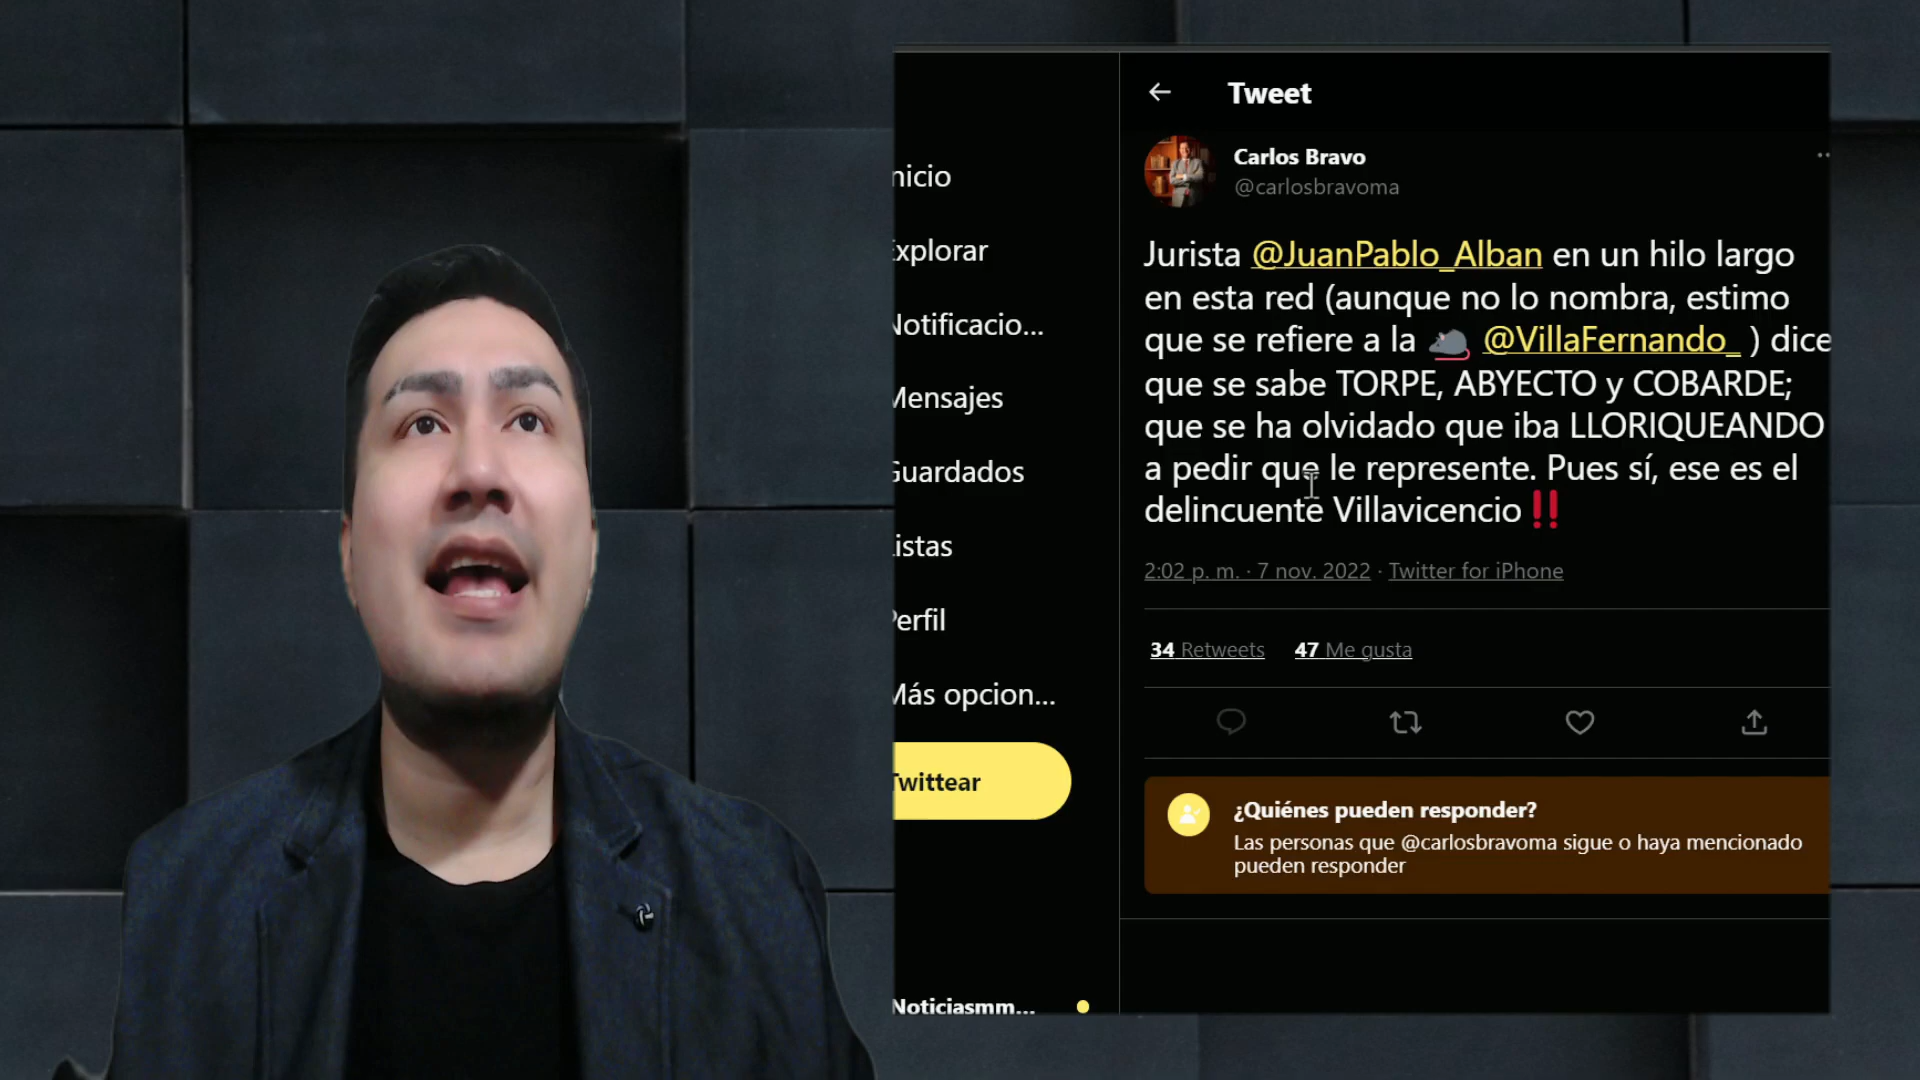 nicio
Explorar
Notificacio...
Mensajes
Guardados
Listas
Perfil
Más opcion...
Twittear
Noticiasmm...
Tweet
Carlos Bravo
@carlosbravoma
Jurista @JuanPablo_Alban en un hilo largo
en esta red (aunque no lo nombra, estimo
que se refiere a la 🐀 @VillaFernando_ ) dice
que se sabe TORPE, ABYECTO y COBARDE;
que se ha olvidado que iba LLORIQUEANDO
a pedir que le represente. Pues sí, ese es el
delincuente Villavicencio‼️
2:02 p. m. · 7 nov. 2022 · Twitter for iPhone
34 Retweets 47 Me gusta
¿Quiénes pueden responder?
Las personas que @carlosbravoma sigue o haya mencionado
pueden responder